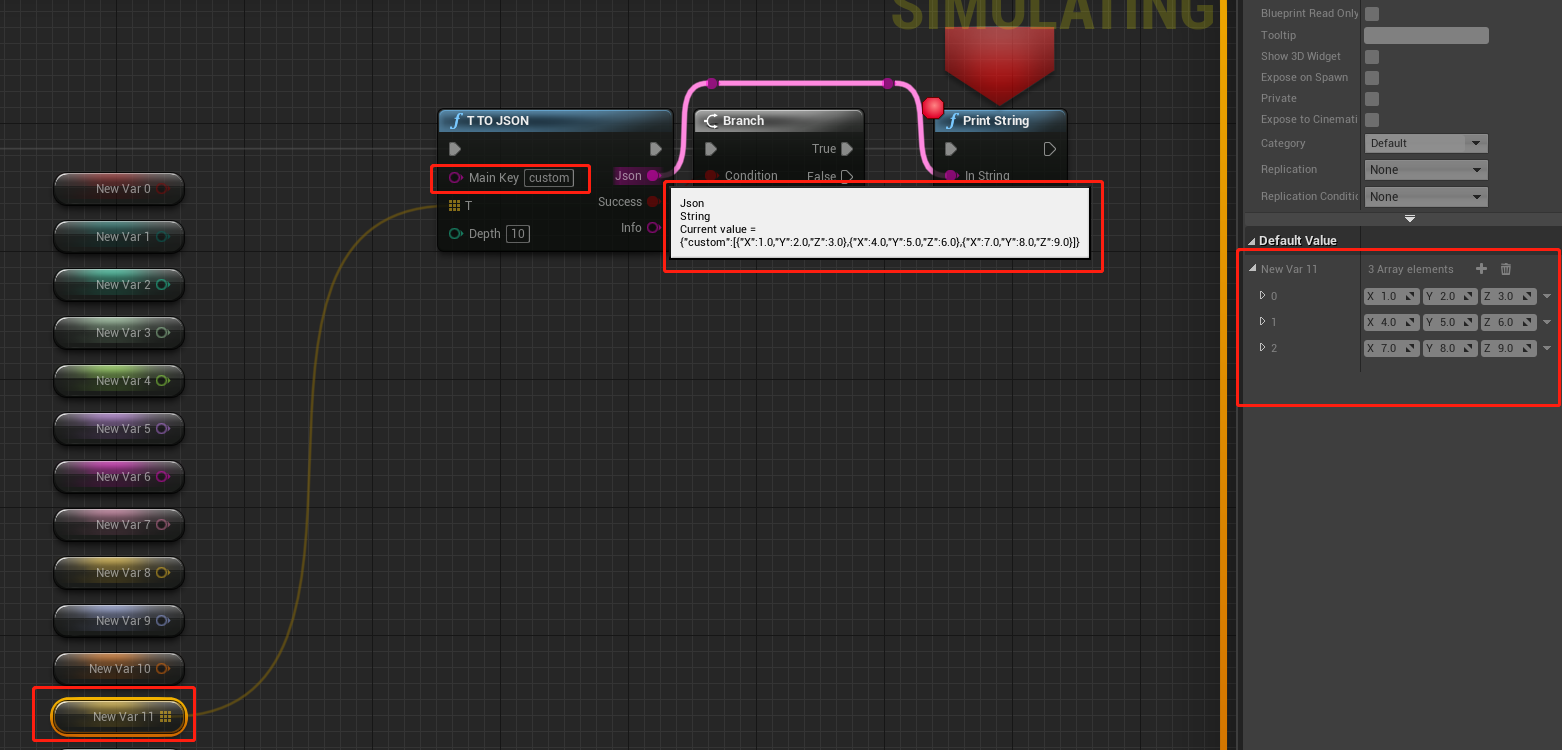 SIMULATING
New Var 0
New Var 1
New Var 2
New Var 3
New Var 4
New Var 5
New Var 6
New Var 7
New Var 8
New Var 9
New Var 10
New Var 11
T TO JSON
Main Key custom
Json
T
Success
Depth 10
Info
Branch
True
Condition
False
Print String
In String
Json
String
Current value =
{"custom":[{"X":1.0,"Y":2.0,"Z":3.0},{"X":4.0,"Y":5.0,"Z":6.0},{"X":7.0,"Y":8.0,"Z":9.0}]}
Blueprint Read Only
Tooltip
Show 3D Widget
Expose on Spawn
Private
Expose to Cinemati
Category Default
Replication None
Replication Conditic None
Default Value
New Var 11 3 Array elements
0 X 1.0 Y 2.0 Z 3.0
1 X 4.0 Y 5.0 Z 6.0
2 X 7.0 Y 8.0 Z 9.0